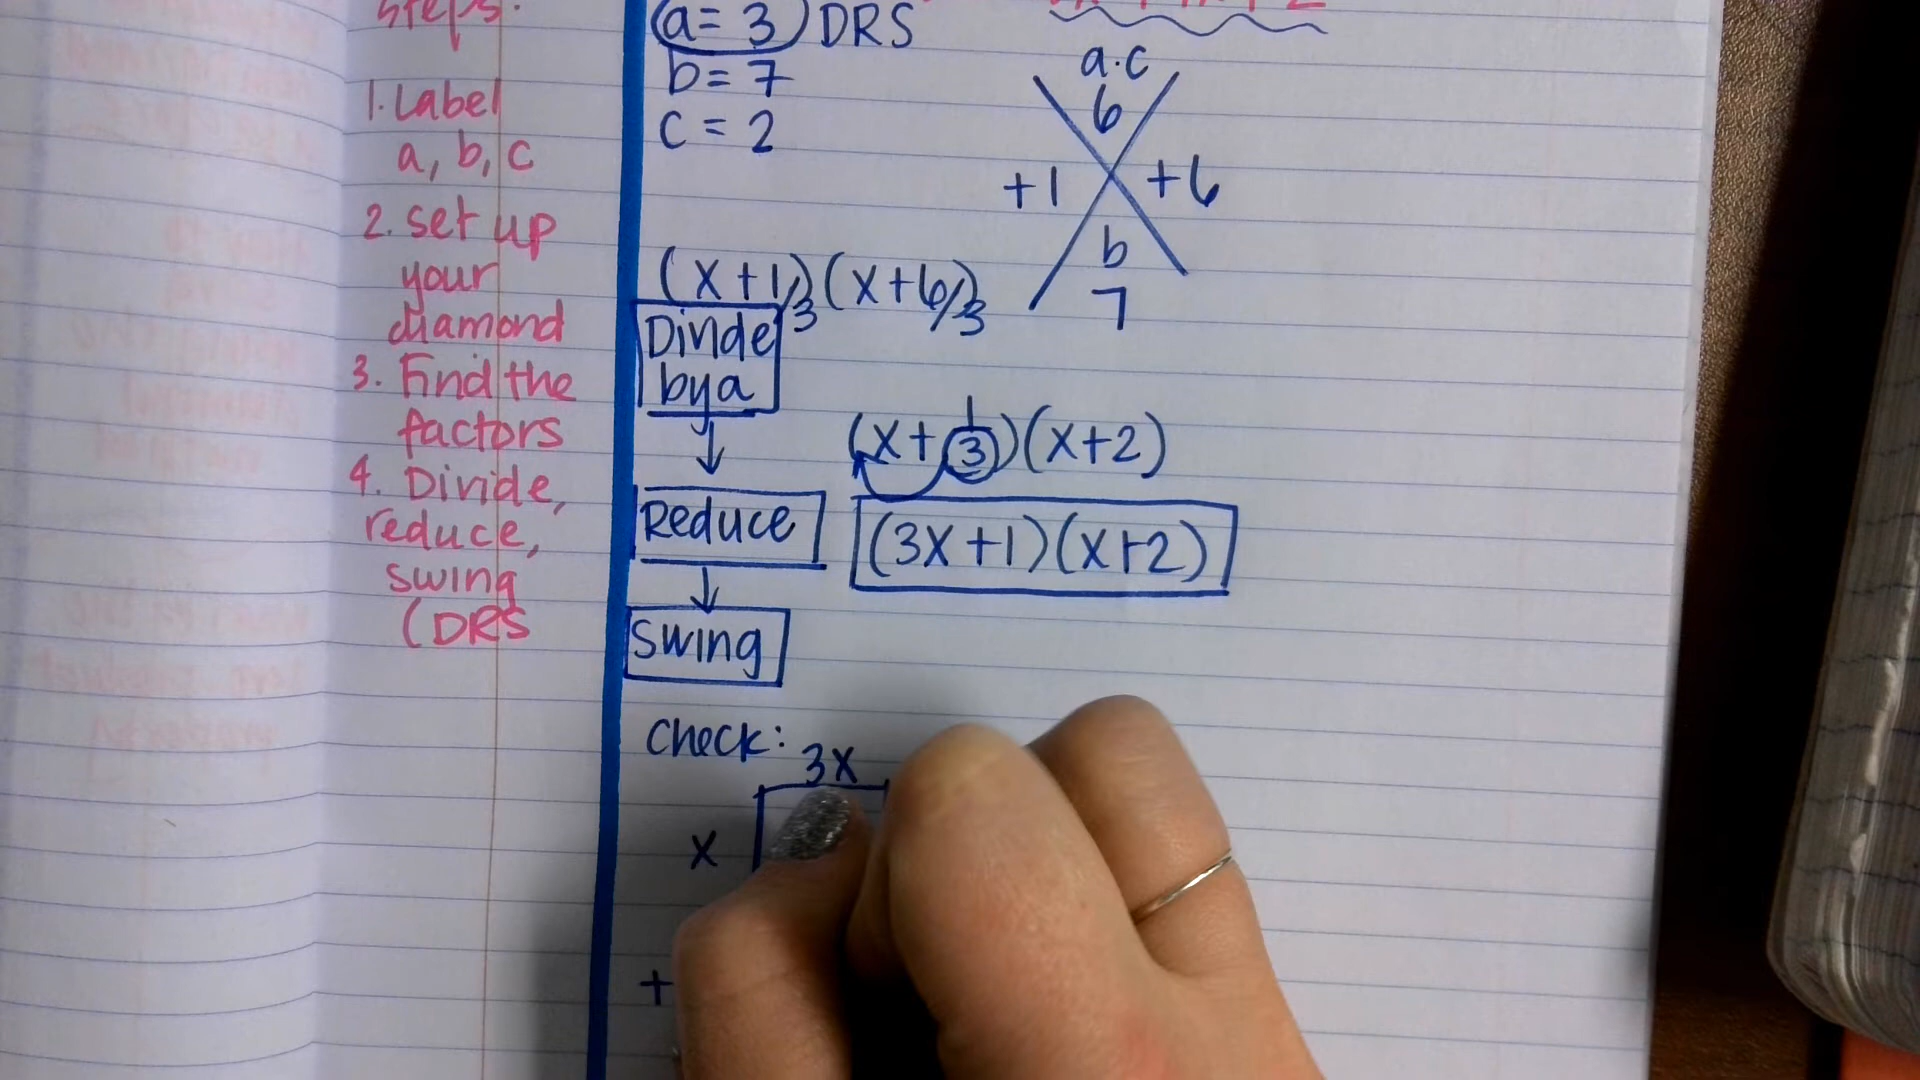 Steps:
1. Label
a, b, c
2. set up
your
diamond
3. Find the
factors
4. Divide,
reduce,
swing
(DRS
a = 3 DRS
b = 7
c = 2
a·c
6
+1 +6
b
7
(x+1/3)(x+6/3)
Divide
by a
(x+1/3)(x+2)
Reduce
(3x+1)(x+2)
Swing
Check:
3x
x
+